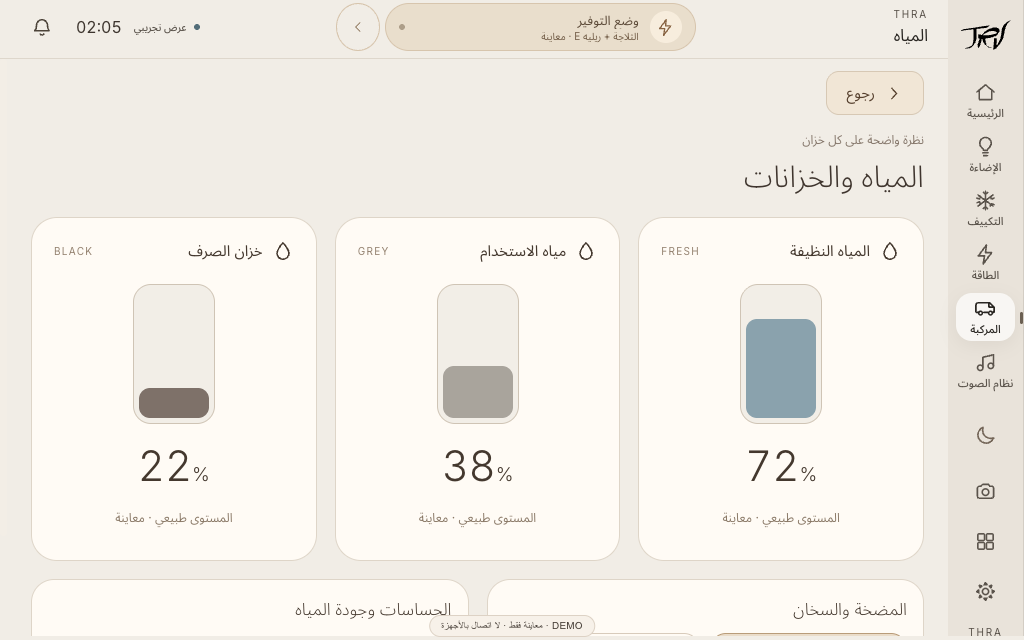 THRA
المياه
وضع التوفير
الثلاجة + ريليه E · معاينة
عرض تجريبي
02:05
الرئيسية
الإضاءة
التكييف
الطاقة
المركبة
نظام الصوت
THRA
رجوع
نظرة واضحة على كل خزان
المياه والخزانات
المياه النظيفة
FRESH
72%
المستوى طبيعي · معاينة
مياه الاستخدام
GREY
38%
المستوى طبيعي · معاينة
خزان الصرف
BLACK
22%
المستوى طبيعي · معاينة
المضخة والسخان
الحساسات وجودة المياه
DEMO · معاينة فقط · لا اتصال بالأجهزة